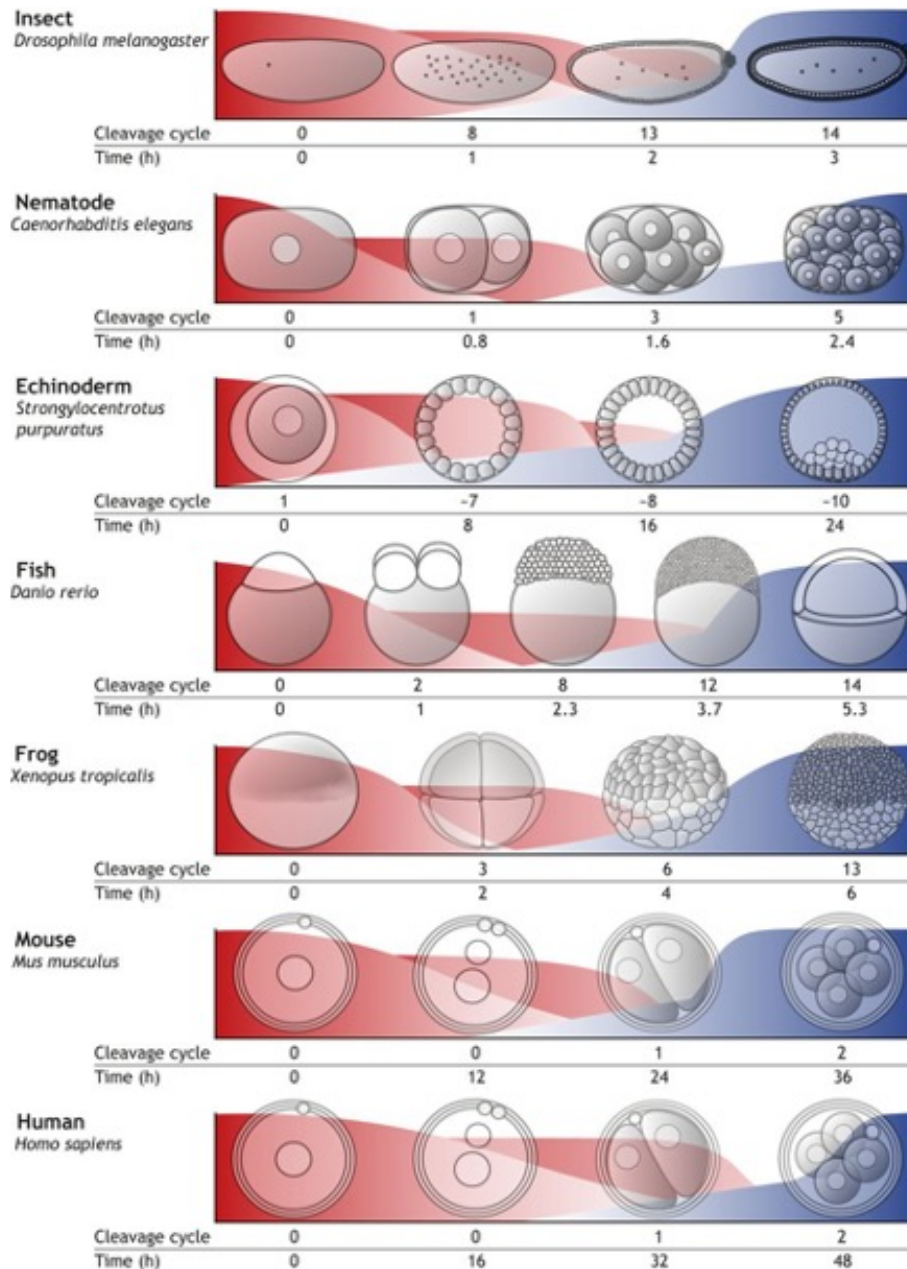 Insect
Drosophila melanogaster
Cleavage cycle 0 8 13 14
Time (h) 0 1 2 3
Nematode
Caenorhabditis elegans
Cleavage cycle 0 1 3 5
Time (h) 0 0.8 1.6 2.4
Echinoderm
Strongylocentrotus
purpuratus
Cleavage cycle 1 ~7 ~8 ~10
Time (h) 0 8 16 24
Fish
Danio rerio
Cleavage cycle 0 2 8 12 14
Time (h) 0 1 2.3 3.7 5.3
Frog
Xenopus tropicalis
Cleavage cycle 0 3 6 13
Time (h) 0 2 4 6
Mouse
Mus musculus
Cleavage cycle 0 0 1 2
Time (h) 0 12 24 36
Human
Homo sapiens
Cleavage cycle 0 0 1 2
Time (h) 0 16 32 48